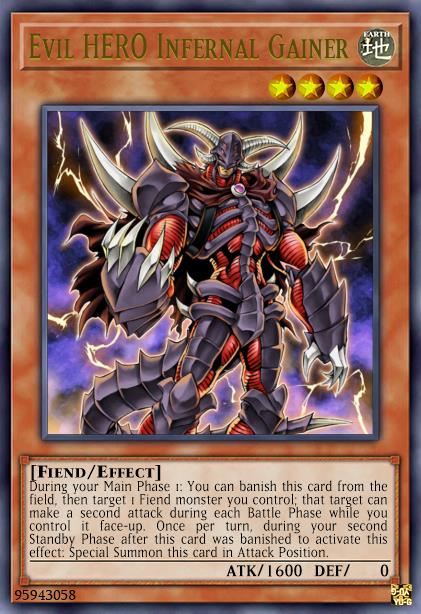 Evil HERO Infernal Gainer
EARTH
地
[Fiend/Effect]
During your Main Phase 1: You can banish this card from the
field, then target 1 Fiend monster you control; that target can
make a second attack during each Battle Phase while you
control it face-up. Once per turn, during your second
Standby Phase after this card was banished to activate this
effect: Special Summon this card in Attack Position.
ATK/1600 DEF/ 0
95943058